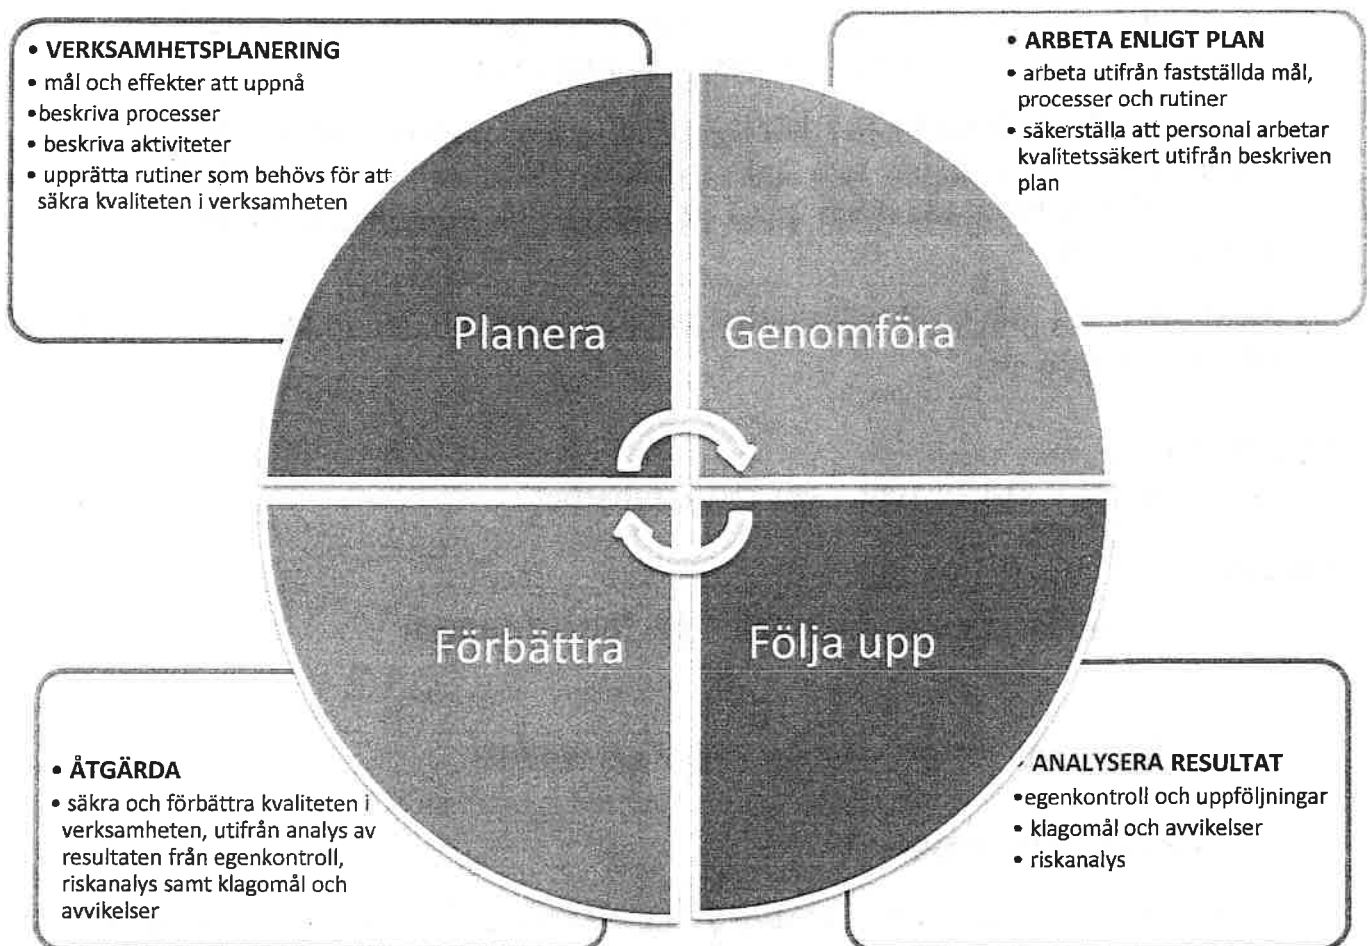 • VERKSAMHETSPLANERING
• mål och effekter att uppnå
•beskriva processer
• beskriva aktiviteter
• upprätta rutiner som behövs för att
säkra kvaliteten i verksamheten
• ARBETA ENLIGT PLAN
• arbeta utifrån fastställda mål,
processer och rutiner
• säkerställa att personal arbetar
kvalitetssäkert utifrån beskriven
plan
Planera
Genomföra
Förbättra
Följa upp
• ÅTGÄRDA
• säkra och förbättra kvaliteten i
verksamheten, utifrån analys av
resultaten från egenkontroll,
riskanalys samt klagomål och
avvikelser
• ANALYSERA RESULTAT
•egenkontroll och uppföljningar
• klagomål och avvikelser
• riskanalys